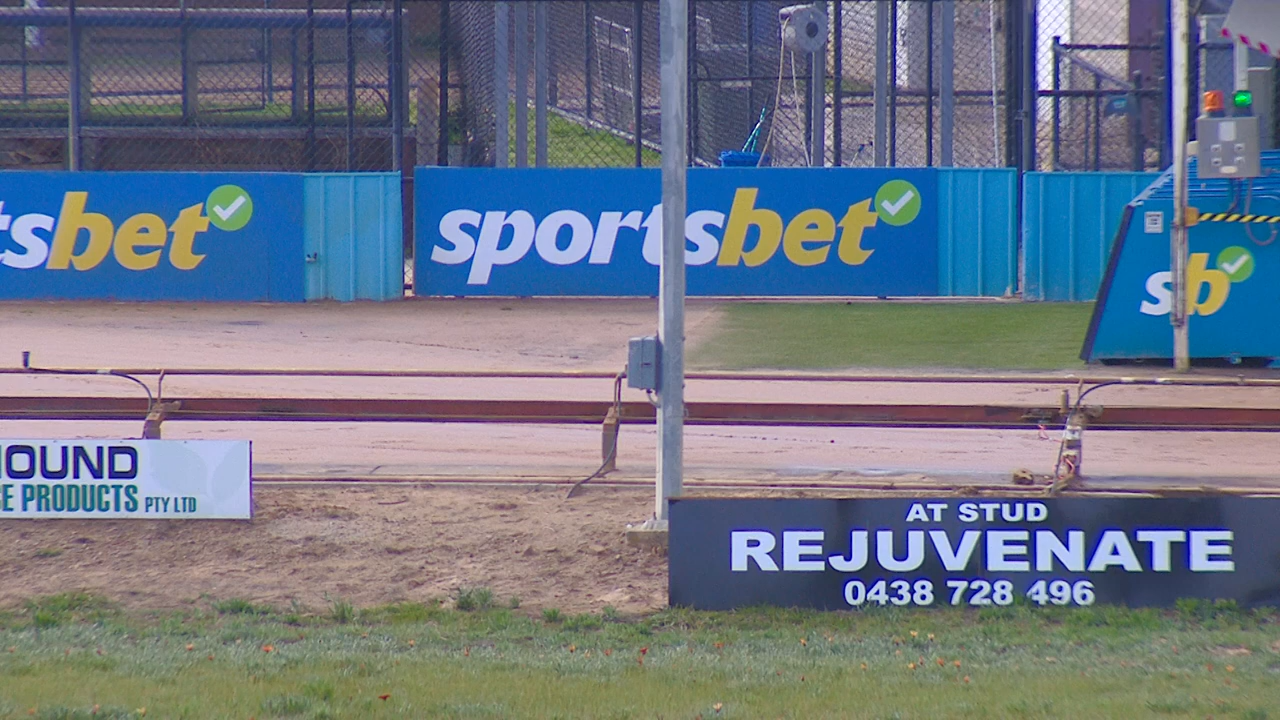 tsbet
sportsbet
sb
OUND
E PRODUCTS PTY LTD
AT STUD
REJUVENATE
0438 728 496